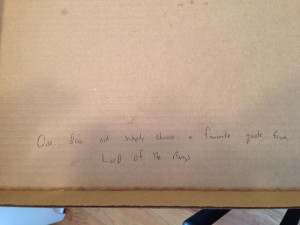 One does not simply choose a favorite quote from
Lord of the Rings